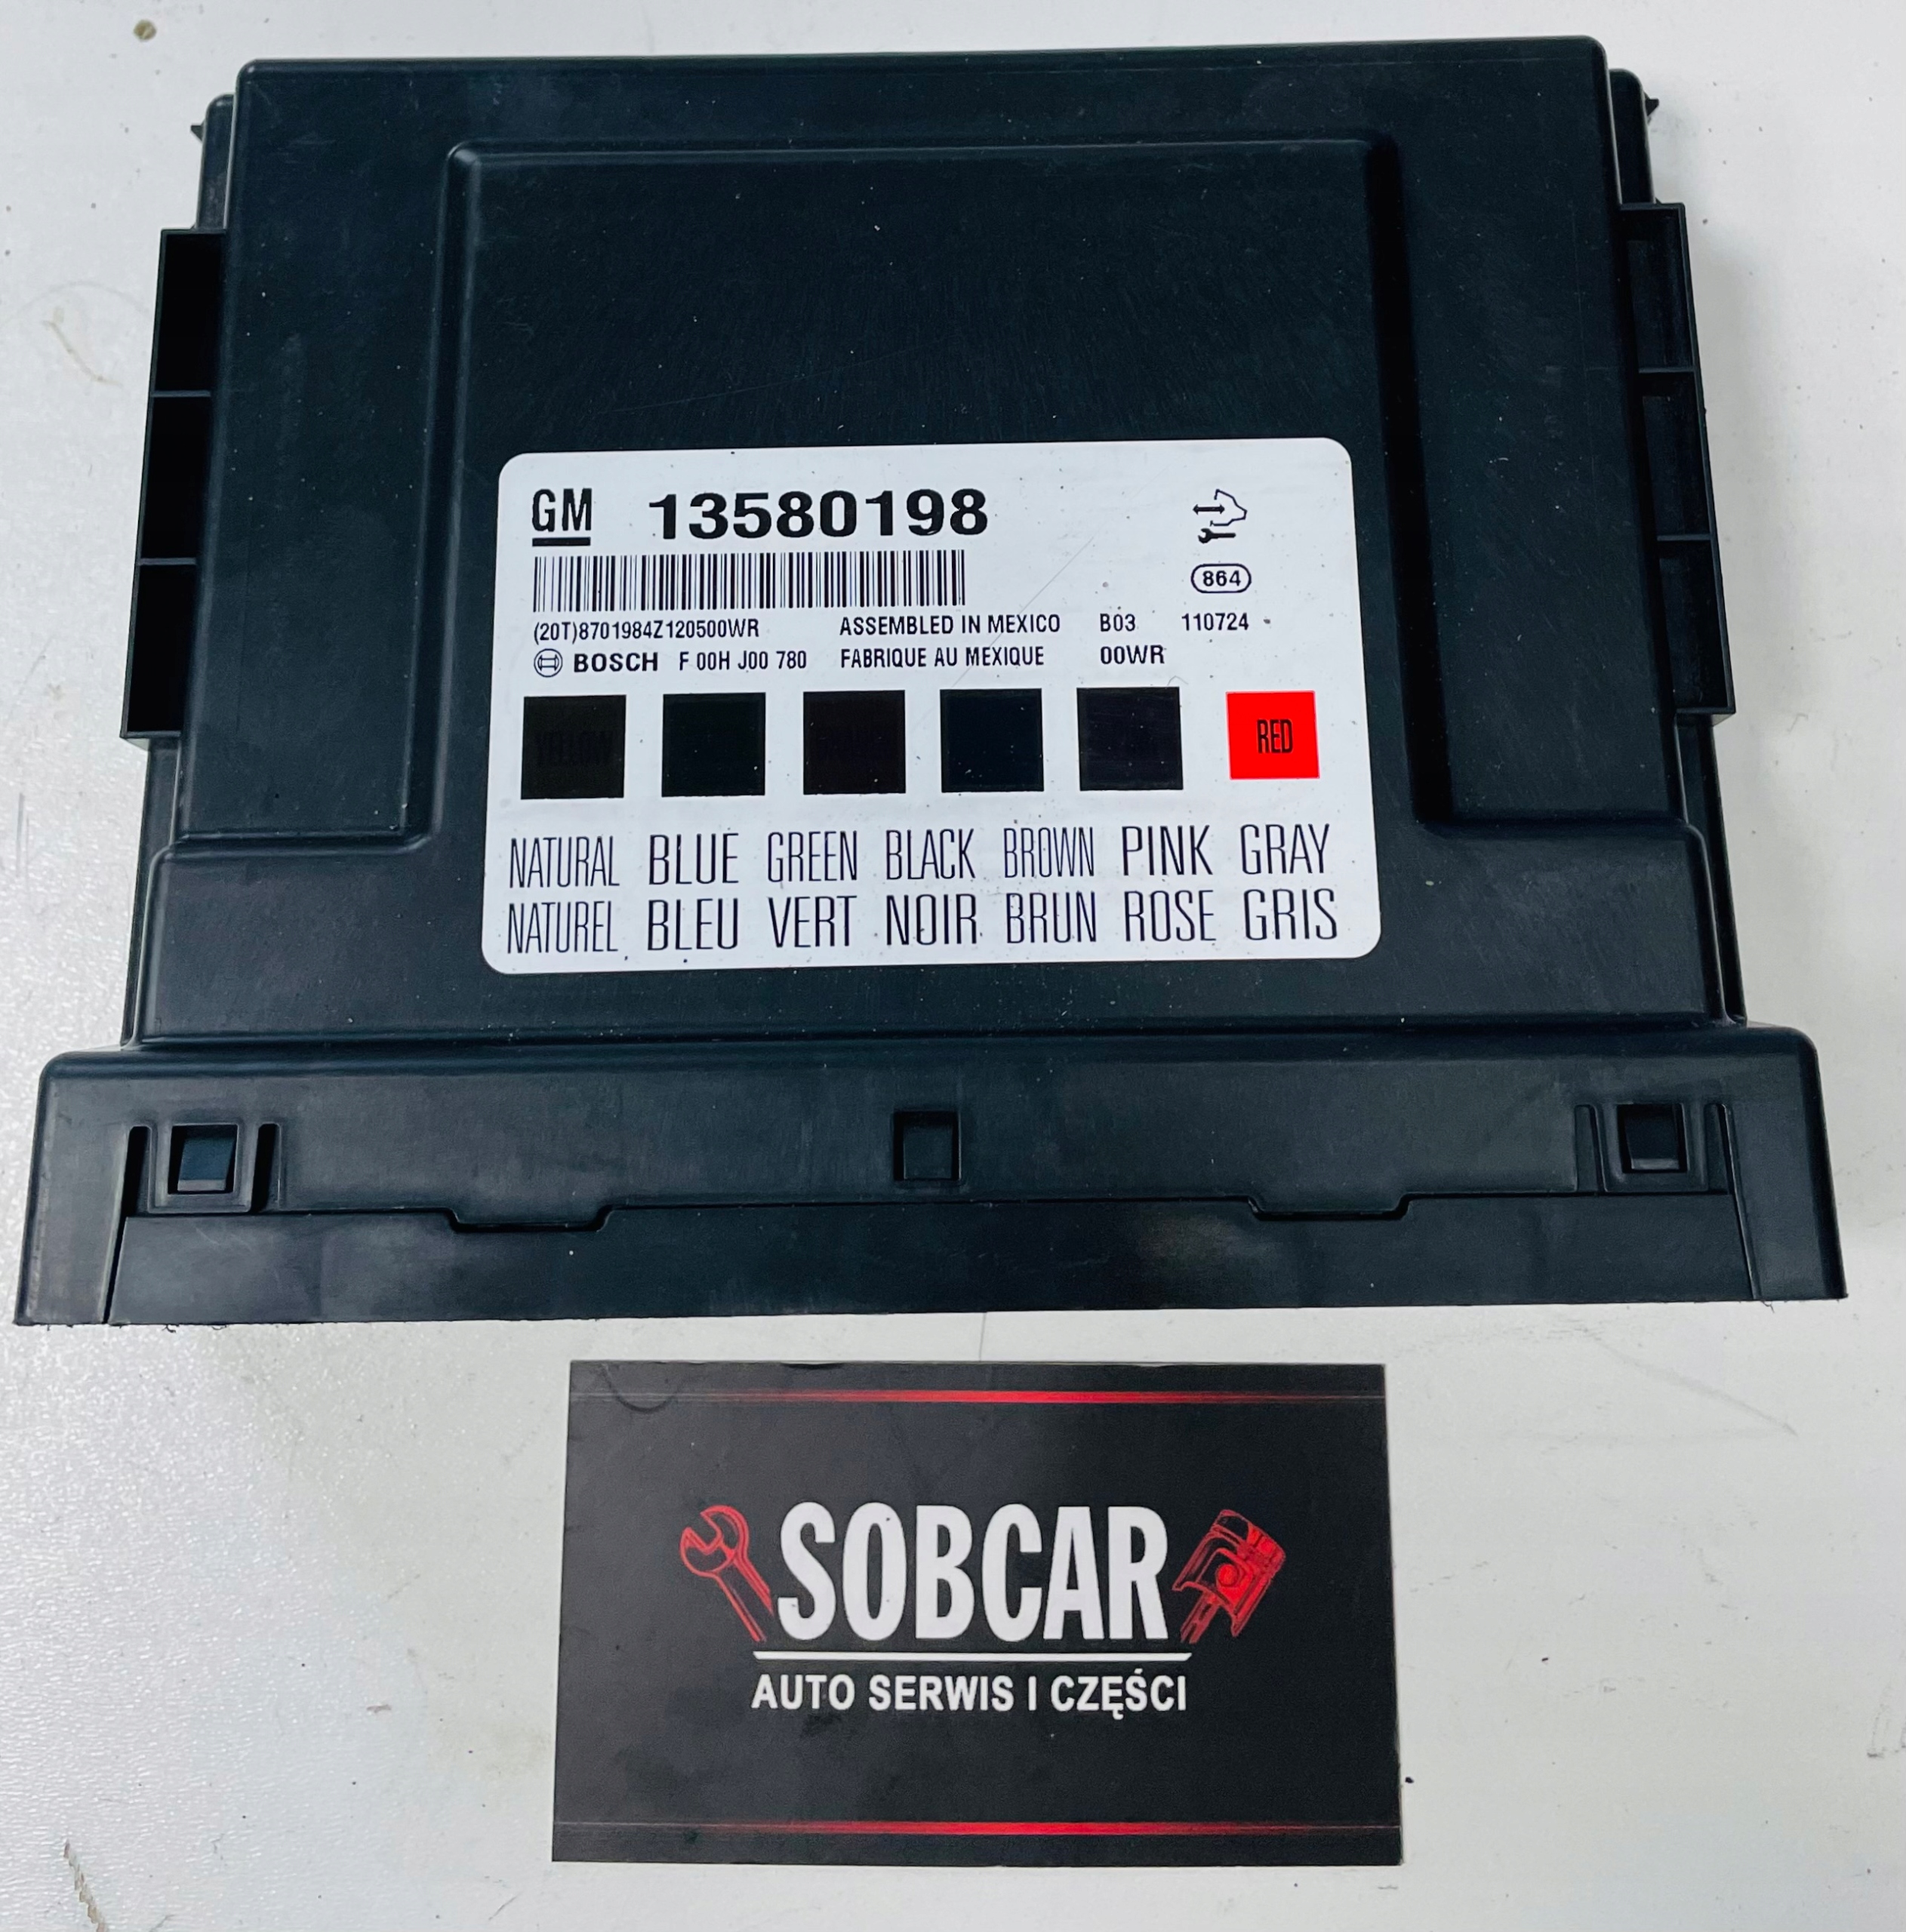 GM 13580198
864
(20T)8701984Z120500WR ASSEMBLED IN MEXICO B03 110724
BOSCH F 00H J00 780 FABRIQUE AU MEXIQUE 00WR
YELLOW RED
NATURAL BLUE GREEN BLACK BROWN PINK GRAY
NATUREL BLEU VERT NOIR BRUN ROSE GRIS
SOBCAR
AUTO SERWIS I CZĘŚCI